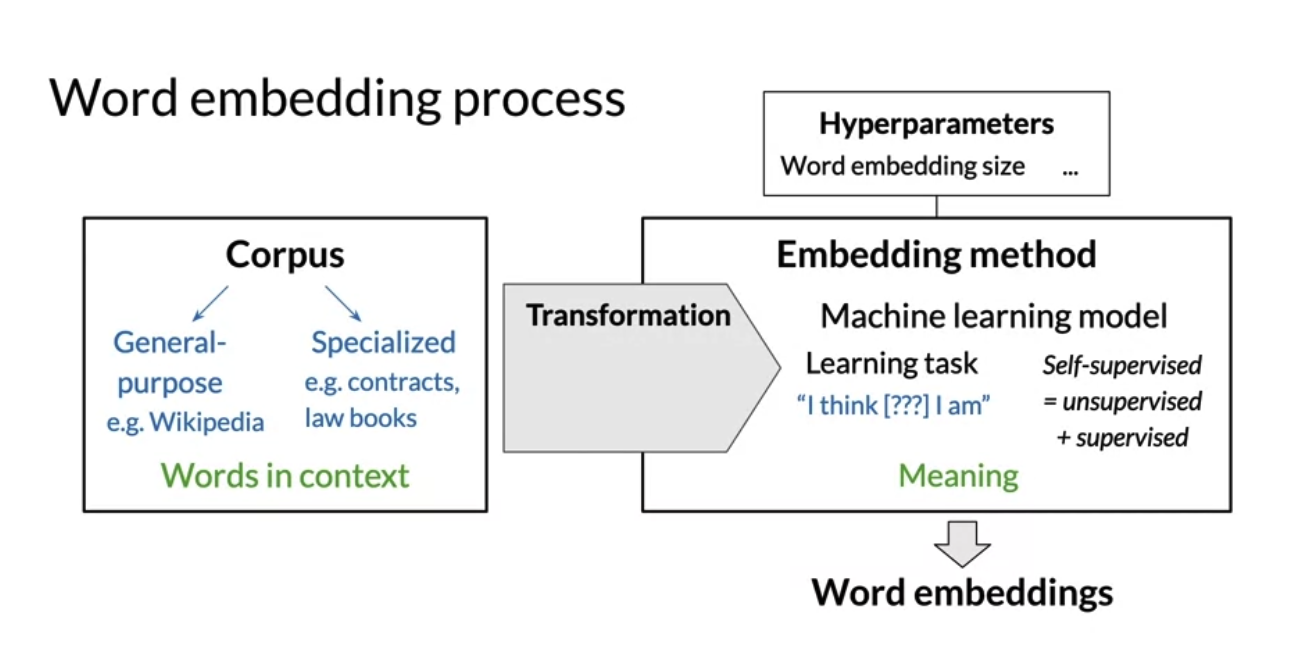 Word embedding process
Hyperparameters
Word embedding size ...
Corpus
General-
purpose
e.g. Wikipedia
Specialized
e.g. contracts,
law books
Words in context
Transformation
Embedding method
Machine learning model
Learning task
“I think [???] I am”
Self-supervised
= unsupervised
+ supervised
Meaning
Word embeddings